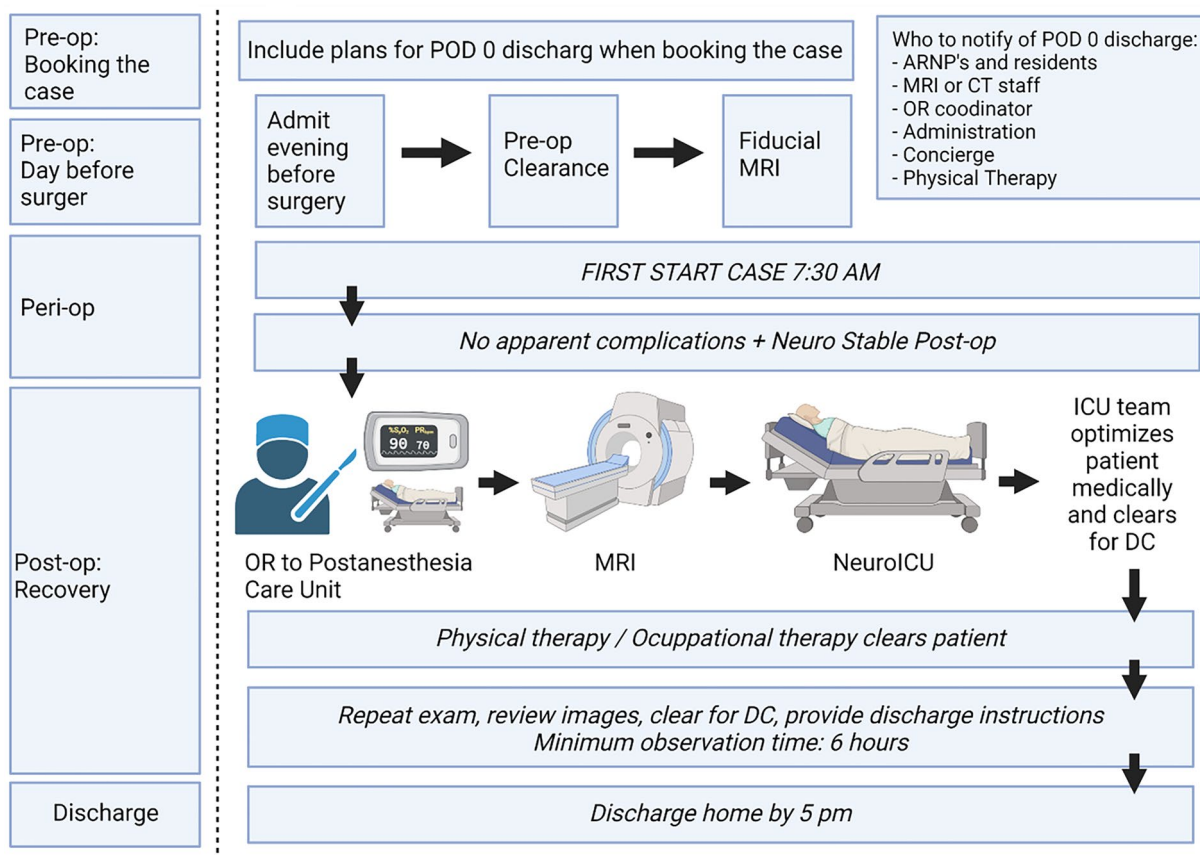 Pre-op:
Booking the
case
Include plans for POD 0 discharg when booking the case
Who to notify of POD 0 discharge:
- ARNP's and residents
- MRI or CT staff
- OR coodinator
- Administration
- Concierge
- Physical Therapy
Pre-op:
Day before
surger
Admit
evening
before
surgery
Pre-op
Clearance
Fiducial
MRI
Peri-op
FIRST START CASE 7:30 AM
No apparent complications + Neuro Stable Post-op
Post-op:
Recovery
%SpO2 PRbpm
90 70
OR to Postanesthesia
Care Unit
MRI
NeuroICU
ICU team
optimizes
patient
medically
and clears
for DC
Physical therapy / Ocuppational therapy clears patient
Repeat exam, review images, clear for DC, provide discharge instructions
Minimum observation time: 6 hours
Discharge
Discharge home by 5 pm